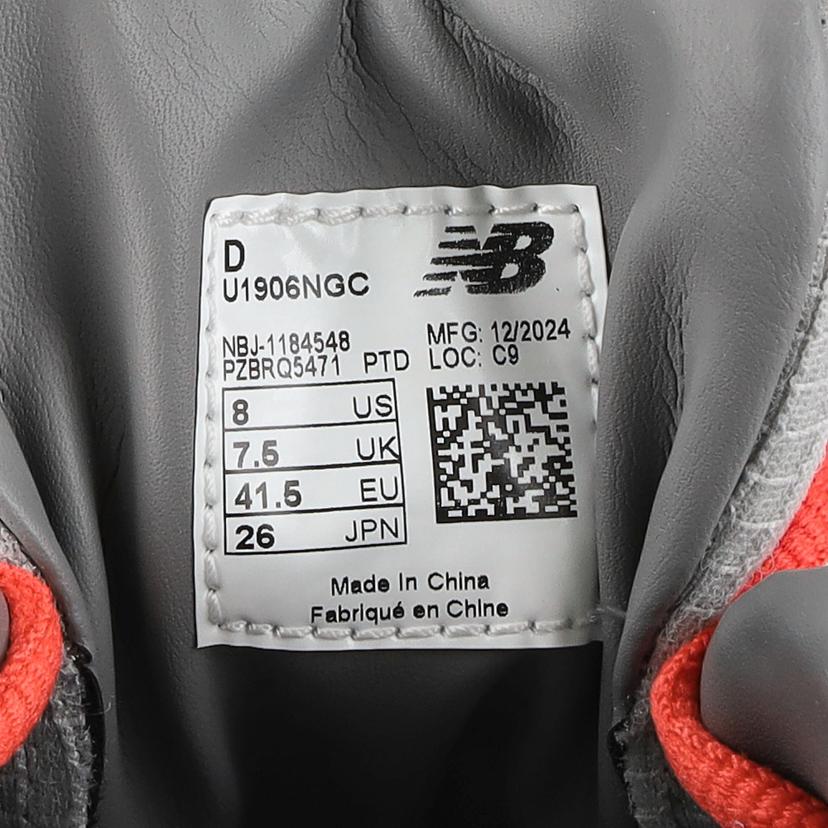 D
NB
U1906NGC
NBJ-1184548
PZBRQ5471 PTD
MFG: 12/2024
LOC: C9
8 US
7.5 UK
41.5 EU
26 JPN
Made In China
Fabriqué en Chine